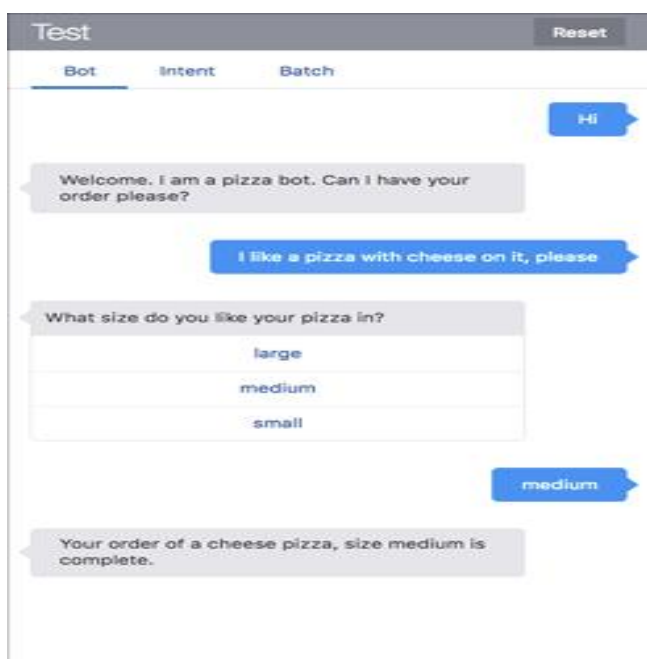 Test
Reset
Bot Intent Batch
Hi
Welcome. I am a pizza bot. Can I have your
order please?
I like a pizza with cheese on it, please
What size do you like your pizza in?
large
medium
small
medium
Your order of a cheese pizza, size medium is
complete.